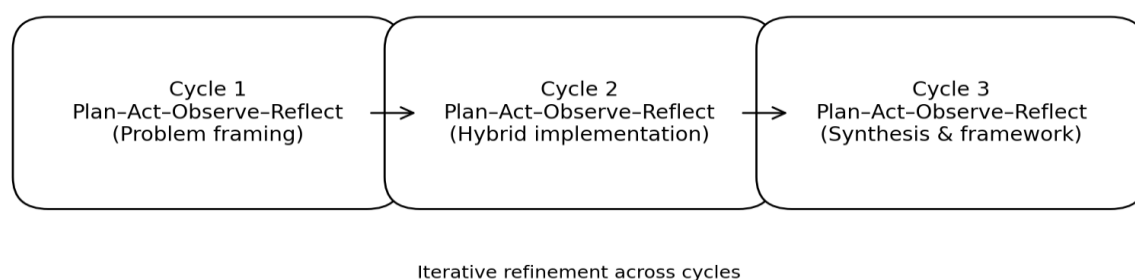 Cycle 1
Plan–Act–Observe–Reflect
(Problem framing)
Cycle 2
Plan–Act–Observe–Reflect
(Hybrid implementation)
Cycle 3
Plan–Act–Observe–Reflect
(Synthesis & framework)
Iterative refinement across cycles